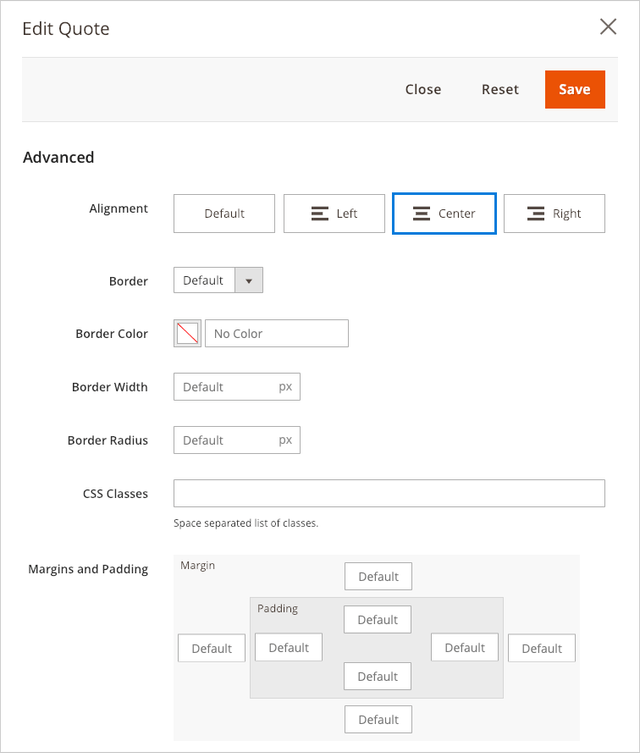 Edit Quote
Close Reset Save
Advanced
Alignment Default Left Center Right
Border Default
Border Color No Color
Border Width Default px
Border Radius Default px
CSS Classes
Space separated list of classes.
Margins and Padding Margin
Default
Padding
Default
Default Default Default Default
Default
Default